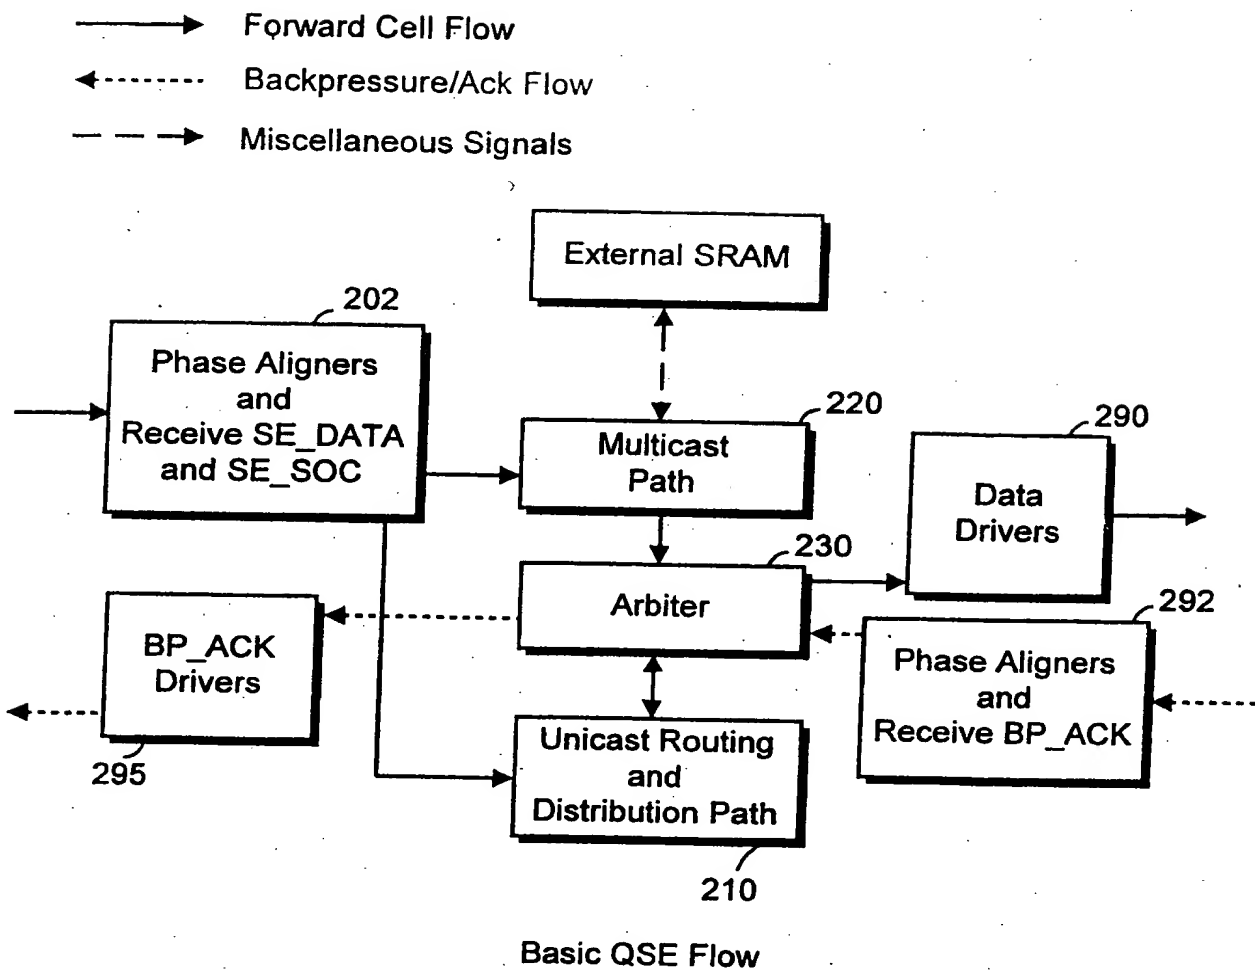 Forward Cell Flow
Backpressure/Ack Flow
Miscellaneous Signals
External SRAM
202
Phase Aligners
and
Receive SE_DATA
and SE_SOC
220
Multicast
Path
290
Data
Drivers
230
Arbiter
292
Phase Aligners
and
Receive BP_ACK
BP_ACK
Drivers
295
Unicast Routing
and
Distribution Path
210
Basic QSE Flow